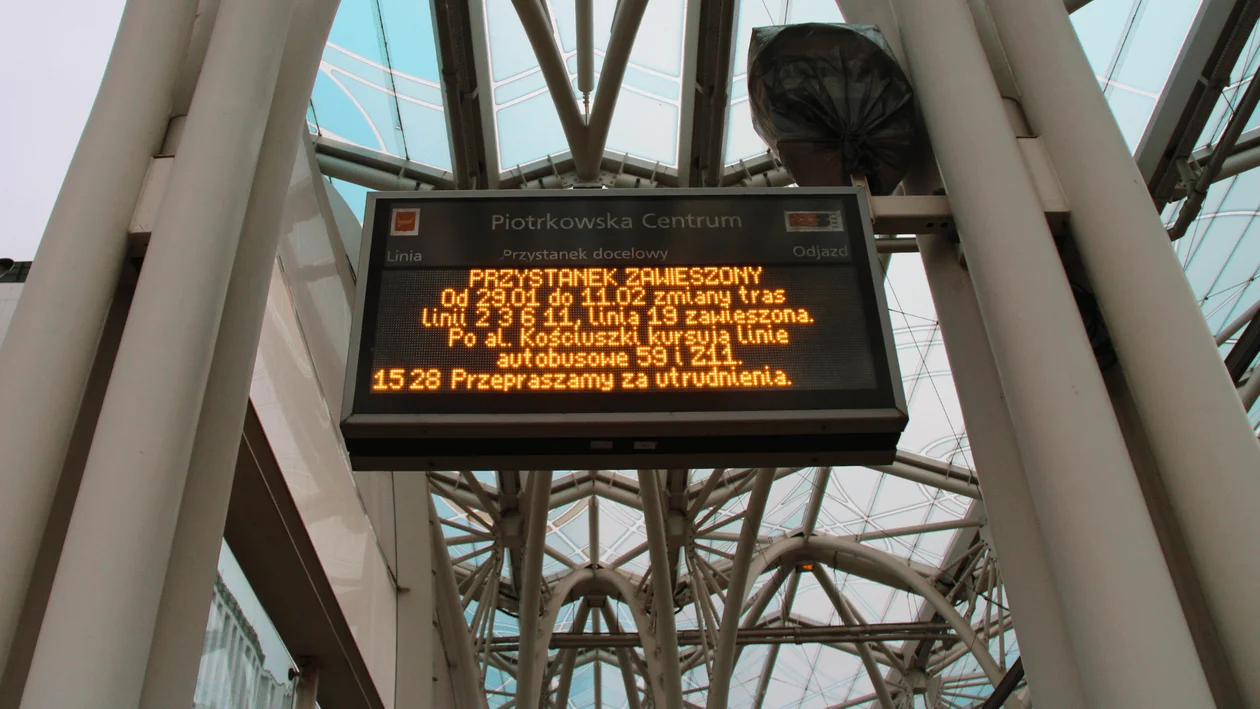 Piotrkowska Centrum
Linia Przystanek docelowy Odjazd
PRZYSTANEK ZAWIESZONY
Od 29.01 do 11.02 zmiany tras
linii 2 3 6 11, linia 19 zawieszona.
Po al. Kościuszki kursują linie
autobusowe 59 i Z11.
15 28 Przepraszamy za utrudnienia.